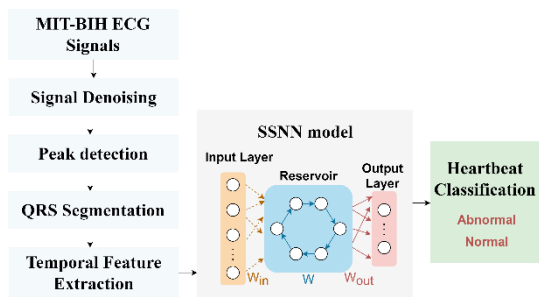 MIT-BIH ECG
Signals
Signal Denoising
Peak detection
QRS Segmentation
Temporal Feature
Extraction
SSNN model
Input Layer
Reservoir
Output
Layer
Win
W
Wout
Heartbeat
Classification
Abnormal
Normal